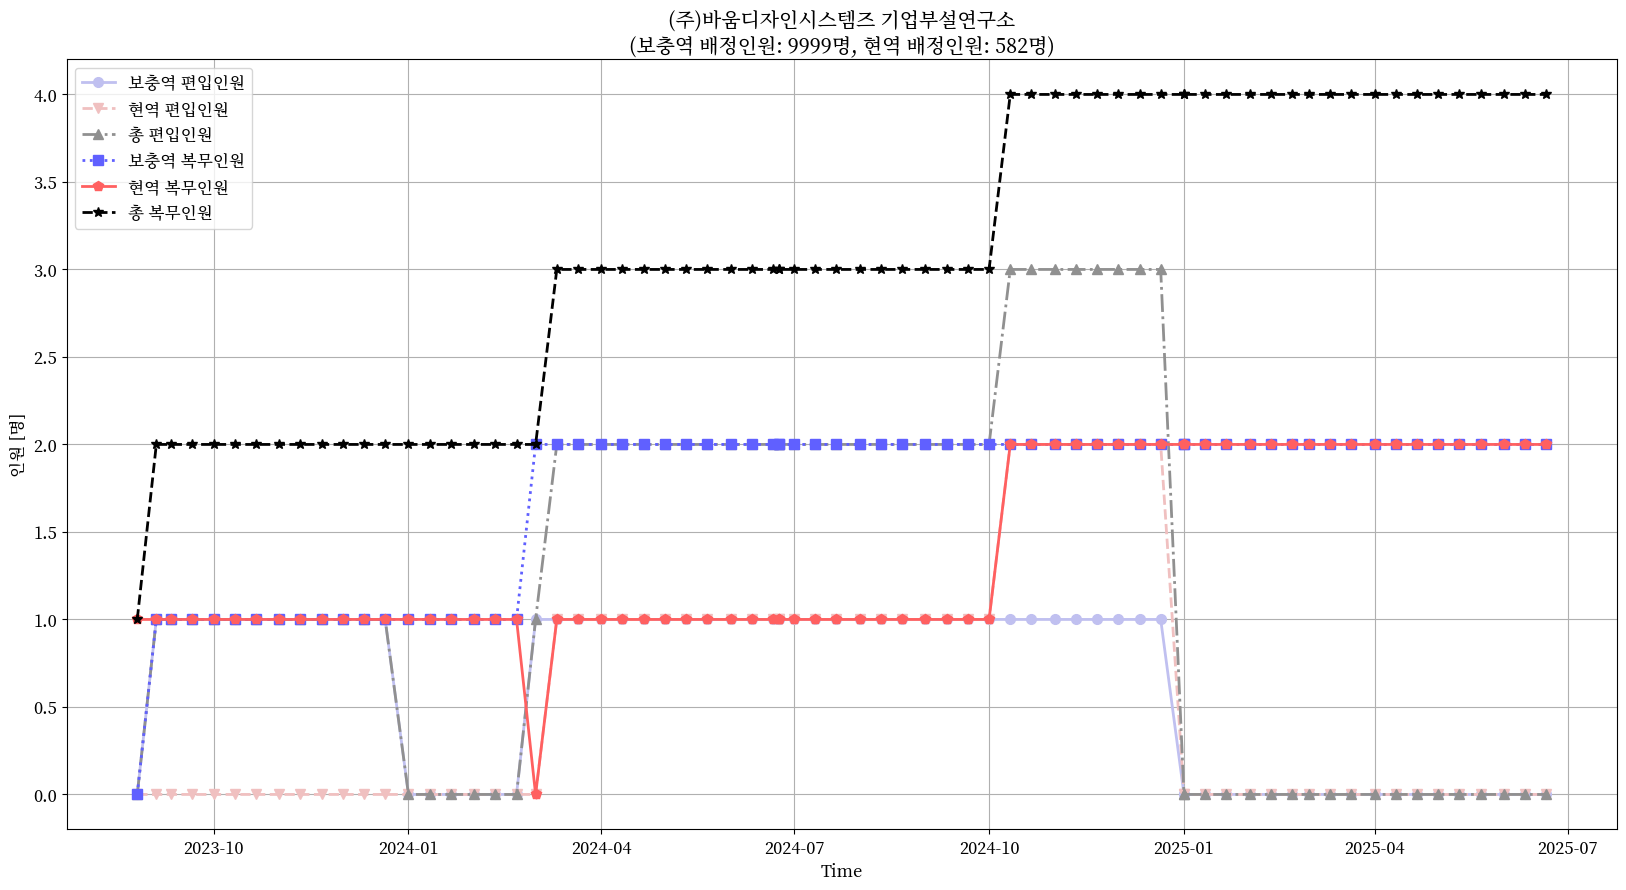 (주)바움디자인시스템즈 기업부설연구소
(보충역 배정인원: 9999명, 현역 배정인원: 582명)
보충역 편입인원
현역 편입인원
총 편입인원
보충역 복무인원
현역 복무인원
총 복무인원
인원 [명]
4.0
3.5
3.0
2.5
2.0
1.5
1.0
0.5
0.0
2023-10
2024-01
2024-04
2024-07
2024-10
2025-01
2025-04
2025-07
Time